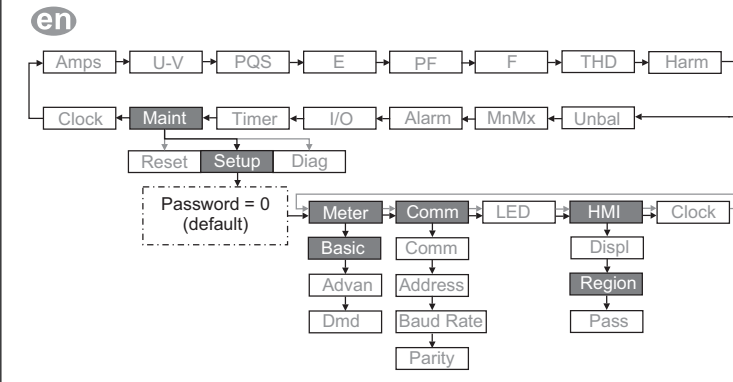 en
Amps U-V PQS E PF F THD Harm
Clock Maint Timer I/O Alarm MnMx Unbal
Reset Setup Diag
Password = 0
(default)
Meter Comm LED HMI Clock
Basic Comm Displ
Advan Address Region
Dmd Baud Rate Pass
Parity